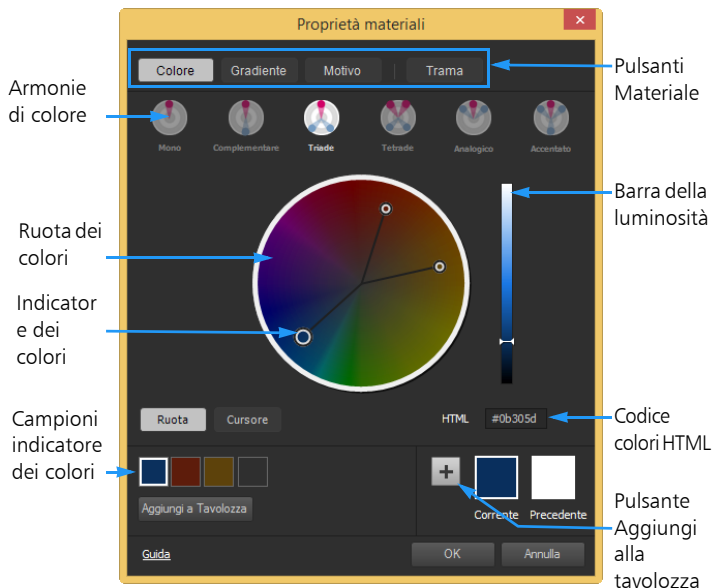 Proprietà materiali
Colore Gradiente Motivo Trama
Pulsanti
Materiale
Armonie
di colore
Mono Complementare Triade Tetrade Analogico Accentato
Barra della
luminosità
Ruota dei
colori
Indicator
e dei
colori
Ruota Cursore
HTML #0b305d
Codice
colori HTML
Campioni
indicatore
dei colori
Aggiungi a Tavolozza
Corrente Precedente
Pulsante
Aggiungi
alla
tavolozza
Guida
OK Annulla